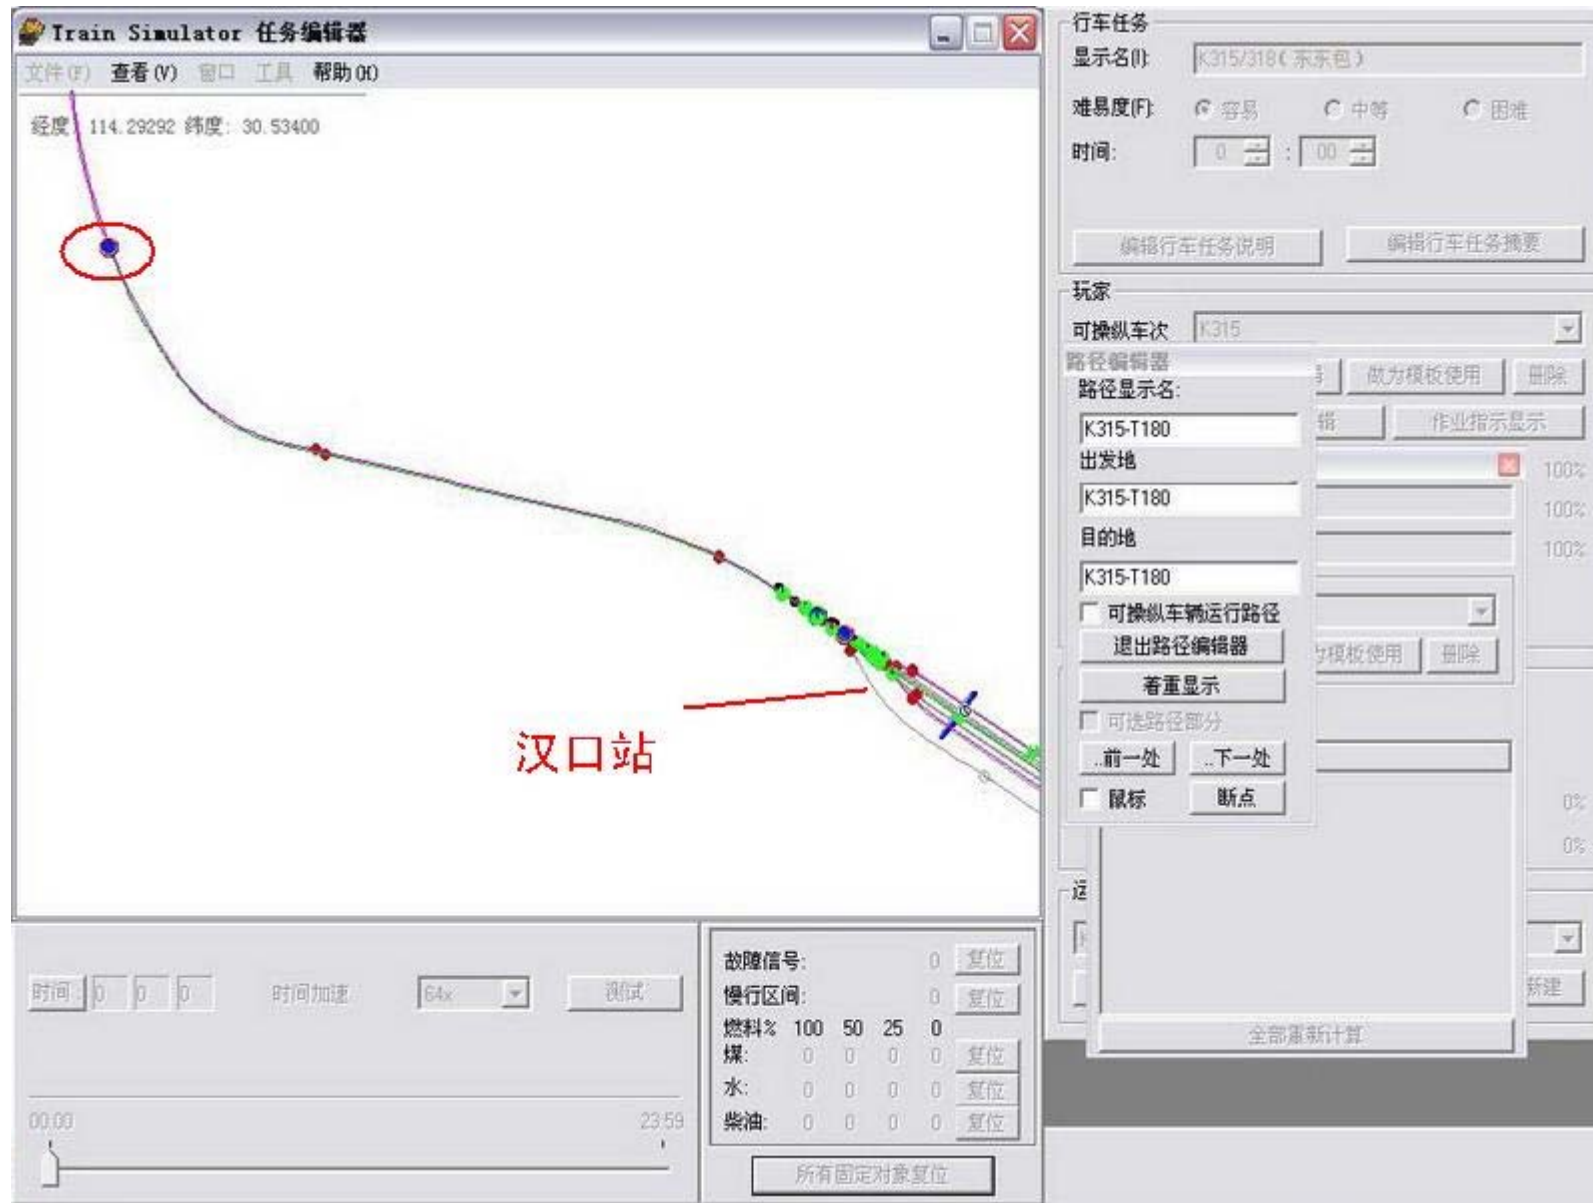 Train Simulator 任务编辑器
文件(F) 查看(V) 窗口 工具 帮助(H)
经度: 114.29292 纬度: 30.53400
汉口站
时间 0 0 0 时间加速 64x 测试
00:00 23:59
故障信号: 0 复位
慢行区间: 0 复位
燃料% 100 50 25 0
煤: 0 0 0 0 复位
水: 0 0 0 0 复位
柴油: 0 0 0 0 复位
所有固定对象复位
行车任务
显示名(I): K315/318(东东包)
难易度(F): 容易 中等 困难
时间: 0 : 00
编辑行车任务说明 编辑行车任务摘要
玩家
可操纵车次 K315
做为模板使用 删除
辑 作业指示显示
路径编辑器
路径显示名:
K315-T180
出发地
K315-T180
目的地
K315-T180
可操纵车辆运行路径
退出路径编辑器
着重显示
可选路径部分
..前一处 ..下一处
鼠标 断点
100%
100%
100%
为模板使用 删除
0%
0%
新建
全部重新计算